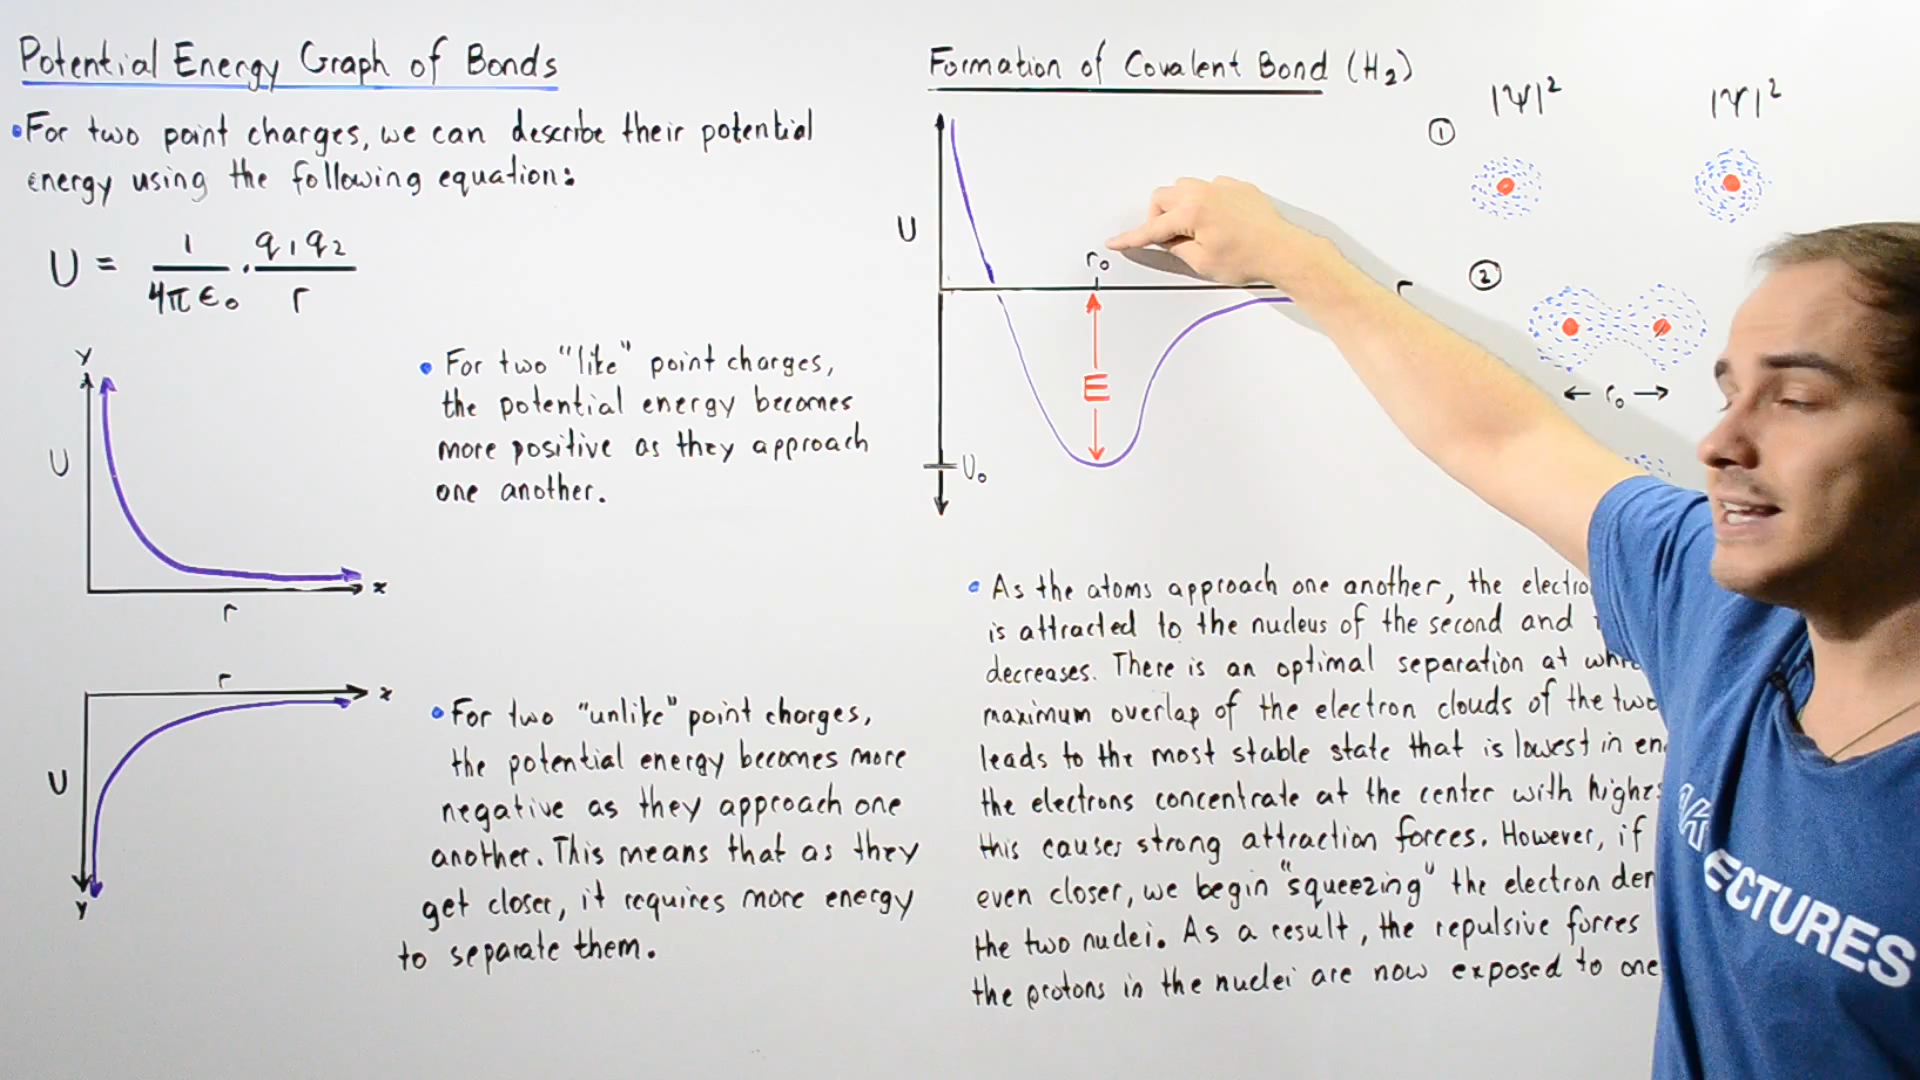 Potential Energy Graph of Bonds
•For two point charges, we can describe their potential
energy using the following equation:
U = 1/4πε₀ · q₁q₂/r
y
U
x
r
• For two "like" point charges,
the potential energy becomes
more positive as they approach
one another.
r
x
U
y
• For two "unlike" point charges,
the potential energy becomes more
negative as they approach one
another. This means that as they
get closer, it requires more energy
to separate them.
Formation of Covalent Bond (H₂)
U
r₀
r
E
U₀
|Ψ|² |Ψ|²
①
②
← r₀ →
• As the atoms approach one another, the electro
is attracted to the nucleus of the second and
decreases. There is an optimal separation at whi
maximum overlap of the electron clouds of the two
leads to the most stable state that is lowest in en
the electrons concentrate at the center with highes
this causes strong attraction forces. However, if
even closer, we begin "squeezing" the electron den
the two nuclei. As a result, the repulsive forces
the protons in the nuclei are now exposed to one
AK
LECTURES